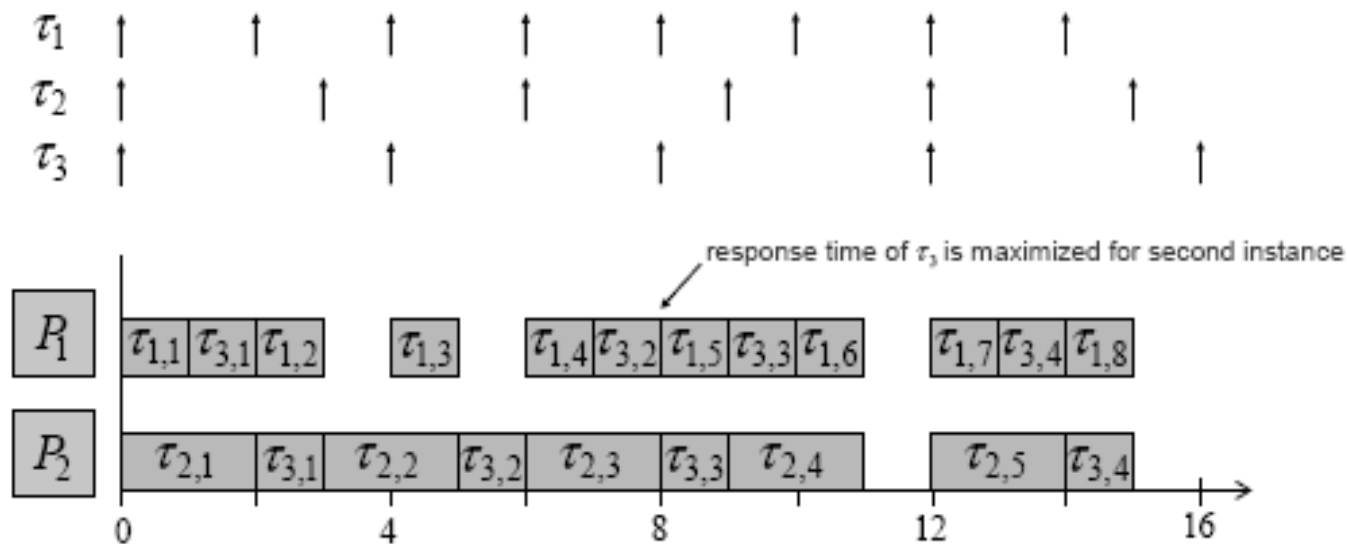 τ1
τ2
τ3
response time of τ3 is maximized for second instance
P1
τ1,1 τ3,1 τ1,2 τ1,3 τ1,4 τ3,2 τ1,5 τ3,3 τ1,6 τ1,7 τ3,4 τ1,8
P2
τ2,1 τ3,1 τ2,2 τ3,2 τ2,3 τ3,3 τ2,4 τ2,5 τ3,4
0 4 8 12 16